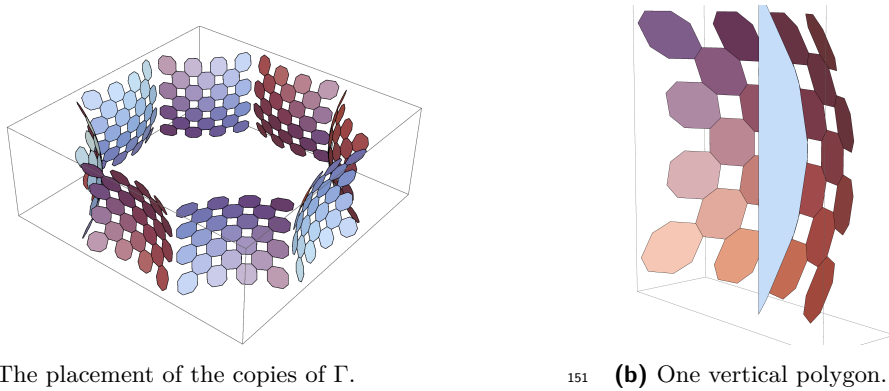 The placement of the copies of Γ.
151 (b) One vertical polygon.